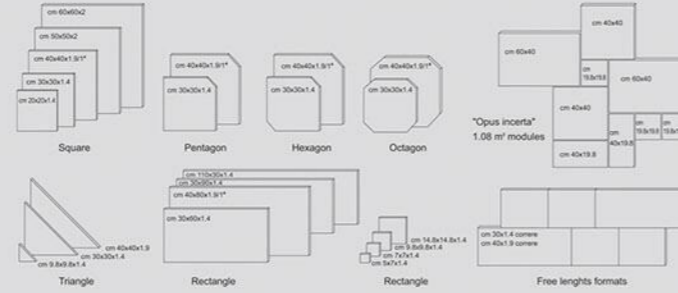 cm 60x60x2
cm 50x50x2
cm 40x40x1.9/1"
cm 30x30x1.4
cm 20x20x1.4
Square
cm 40x40x1.9/1"
cm 30x30x1.4
Pentagon
cm 40x40x1.9/1"
cm 30x30x1.4
Hexagon
cm 40x40x1.9/1"
cm 30x30x1.4
Octagon
cm 40x40
cm 60x40
cm
19.8x19.8
cm 60x40
cm 40x40
cm
19.8x19.8
cm
19.8x19.8
cm
40x19.8
cm 40x19.8
"Opus incerta"
1.08 m² modules
cm 40x40x1.9
cm 30x30x1.4
cm 9.8x9.8x1.4
Triangle
cm 110x30x1.4
cm 30x90x1.4
cm 40x80x1.9/1"
cm 30x60x1.4
Rectangle
cm 14.8x14.8x1.4
cm 9.8x9.8x1.4
cm 7x7x1.4
cm 5x7x1.4
Rectangle
cm 30x1.4 correre
cm 40x1.9 correre
Free lenghts formats